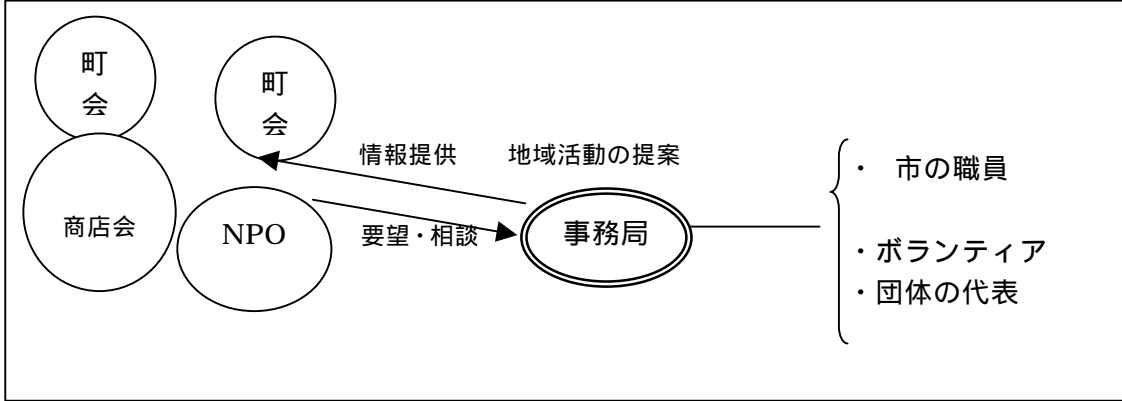 町
会
町
会
商店会
NPO
情報提供 地域活動の提案
要望・相談
事務局
・ 市の職員
・ボランティア
・団体の代表